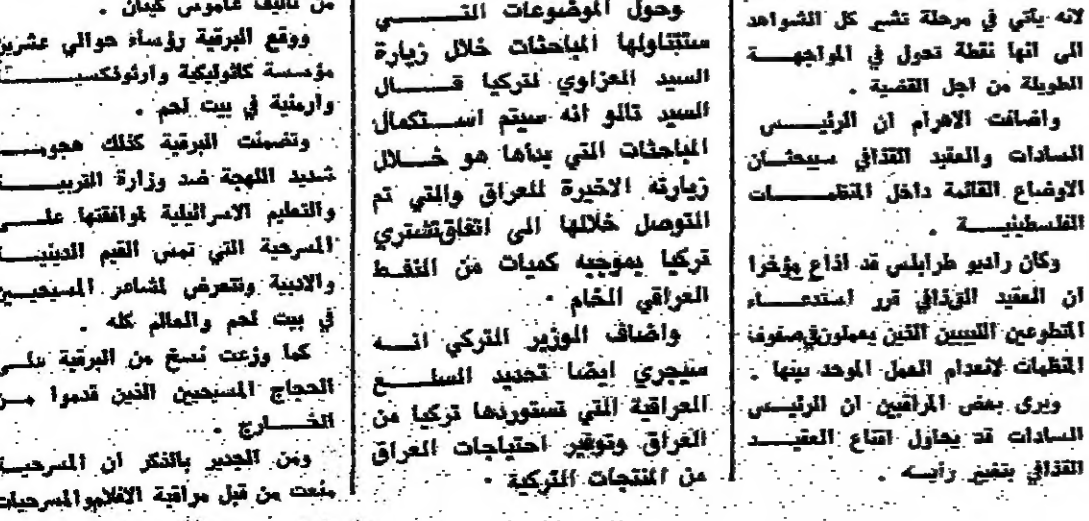 لانه يأتي في مرحلة تشير كل الشواهد
الى انها نقطة تحول في المواجهة
الطويلة من اجل القضية .
واضافت الاهرام ان الرئيس
السادات والعقيد القذافي سيبحثان
الاوضاع القائمة داخل المنظمات
الفلسطينية .
وكان راديو طرابلس قد اذاع مؤخرا
ان العقيد القذافي قرر استدعاء
المتطوعين الليبيين الذين يعملون في صفوف
المنظمات لانعدام العمل الموحد بينها .
ويرى بعض المراقبين ان الرئيس
السادات قد يحاول اقناع العقيد
القذافي بتغيير رأيه .
وحول الموضوعات التي
ستتناولها المباحثات خلال زيارة
السيد العزاوي لتركيا قال
السيد تالو انه سيتم استكمال
المباحثات التي بدأها هو خلال
زيارته الاخيرة للعراق والتي تم
التوصل خلالها الى اتفاق تشتري
تركيا بموجبه كميات من النفط
العراقي الخام .
واضاف الوزير التركي انه
سيجري ايضا تحديد السلع
العراقية التي تستوردها تركيا من
العراق وتوفير احتياجات العراق
من المنتجات التركية .
من تأليف عاموس كينان .
ووقع البرقية رؤساء حوالي عشرين
مؤسسة كاثوليكية وارثوذكسية
وارمنية في بيت لحم .
وتضمنت البرقية كذلك هجوما
شديد اللهجة ضد وزارة التربية
والتعليم الاسرائيلية لموافقتها على
المسرحية التي تمس القيم الدينية
والادبية وتتعرض لمشاعر المسيحيين
في بيت لحم والعالم كله .
كما وزعت نسخ من البرقية على
الحجاج المسيحيين الذين قدموا من
الخارج .
ومن الجدير بالذكر ان المسرحية
منعت من قبل مراقبة الافلام والمسرحيات